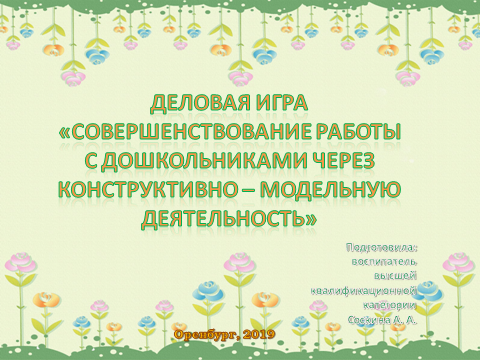 ДЕЛОВАЯ ИГРА
«СОВЕРШЕНСТВОВАНИЕ РАБОТЫ
С ДОШКОЛЬНИКАМИ ЧЕРЕЗ
КОНСТРУКТИВНО – МОДЕЛЬНУЮ
ДЕЯТЕЛЬНОСТЬ»
Подготовила:
воспитатель
высшей
квалификационной
категории
А. А.
Оренбург, 2019